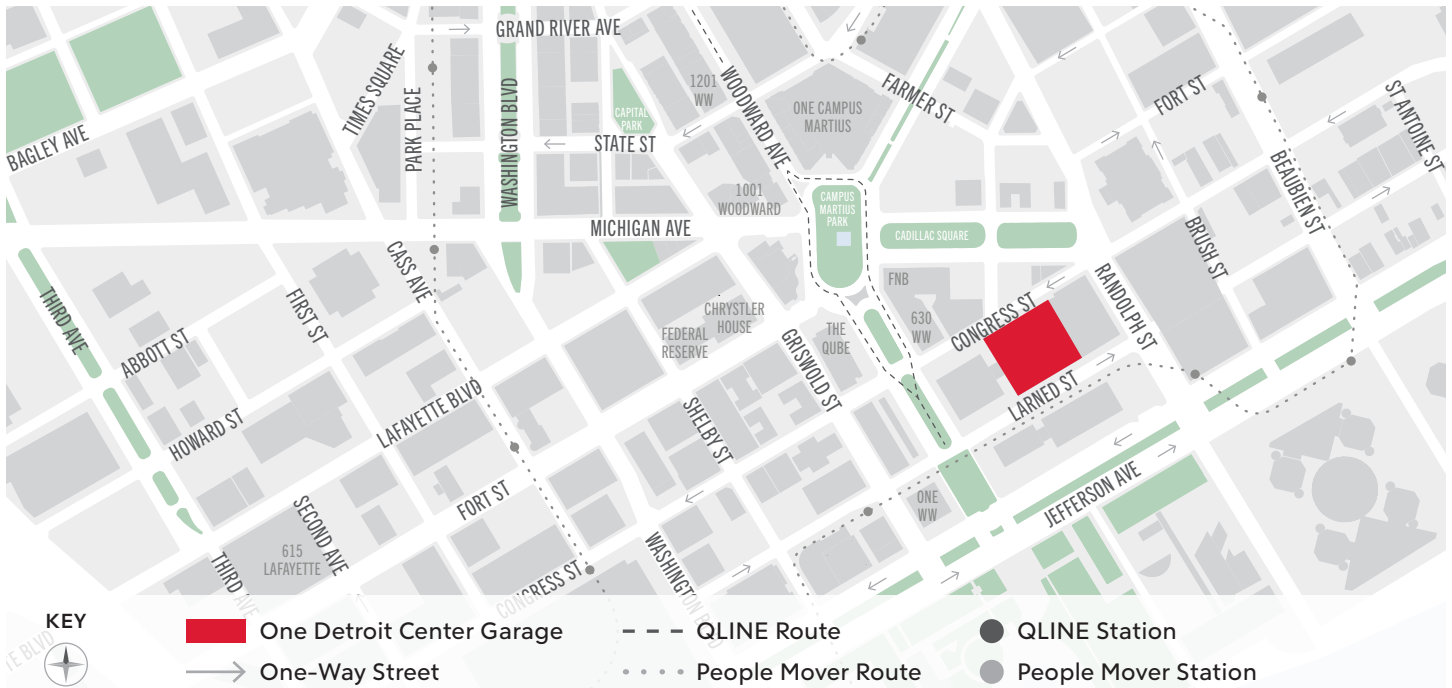 GRAND RIVER AVE
TIMES SQUARE
PARK PLACE
WASHINGTON BLVD
CAPITAL
PARK
1201
WW
WOODWARD AVE
ONE CAMPUS
MARTIUS
FARMER ST
FORT ST
ST ANTOINE ST
BAGLEY AVE
STATE ST
BEAUBIEN ST
1001
WOODWARD
CAMPUS
MARTIUS
PARK
MICHIGAN AVE
CADILLAC SQUARE
BRUSH ST
CASS AVE
RANDOLPH ST
THIRD AVE
FIRST ST
ABBOTT ST
FNB
CHRYSTLER
HOUSE
FEDERAL
RESERVE
THE
QUBE
630
WW
CONGRESS ST
GRISWOLD ST
LARNED ST
HOWARD ST
LAFAYETTE BLVD
SHELBY ST
FORT ST
SECOND AVE
ONE
WW
JEFFERSON AVE
615
LAFAYETTE
THIRD AVE
CONGRESS ST
WASHINGTON BLVD
TE BLVD
KEY
One Detroit Center Garage
QLINE Route
QLINE Station
One-Way Street
People Mover Route
People Mover Station